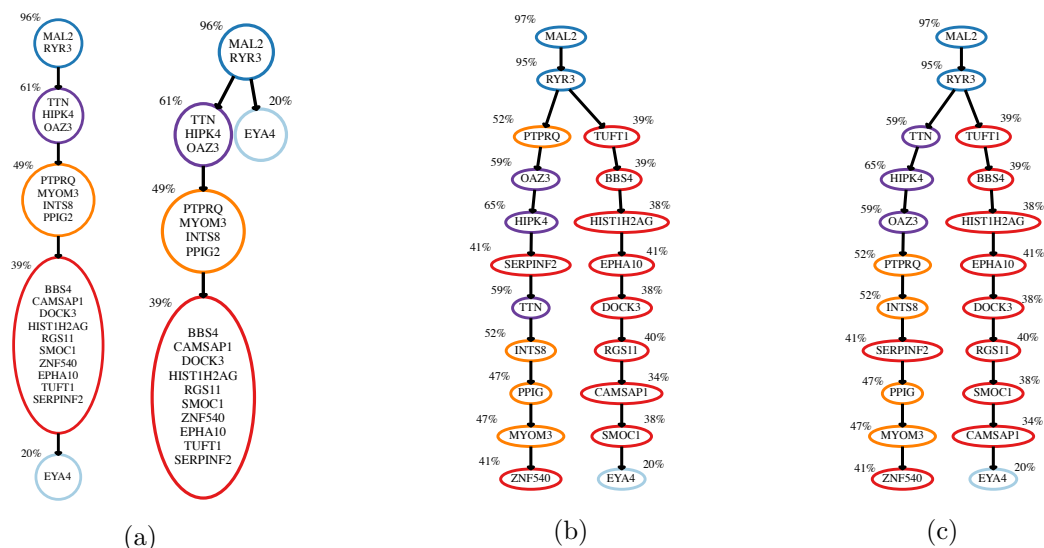 96%
MAL2
RYR3
61%
TTN
HIPK4
OAZ3
49%
PTPRQ
MYOM3
INTS8
PPIG2
39%
BBS4
CAMSAP1
DOCK3
HIST1H2AG
RGS11
SMOC1
ZNF540
EPHA10
TUFT1
SERPINF2
20%
EYA4
96%
MAL2
RYR3
61%
TTN
HIPK4
OAZ3
20%
EYA4
49%
PTPRQ
MYOM3
INTS8
PPIG2
39%
BBS4
CAMSAP1
DOCK3
HIST1H2AG
RGS11
SMOC1
ZNF540
EPHA10
TUFT1
SERPINF2
(a)
97%
MAL2
95%
RYR3
52%
PTPRQ
59%
OAZ3
65%
HIPK4
41%
SERPINF2
59%
TTN
52%
INTS8
47%
PPIG
47%
MYOM3
41%
ZNF540
39%
TUFT1
39%
BBS4
38%
HIST1H2AG
41%
EPHA10
38%
DOCK3
40%
RGS11
34%
CAMSAP1
38%
SMOC1
20%
EYA4
(b)
97%
MAL2
95%
RYR3
59%
TTN
65%
HIPK4
59%
OAZ3
52%
PTPRQ
52%
INTS8
41%
SERPINF2
47%
PPIG
47%
MYOM3
41%
ZNF540
39%
TUFT1
39%
BBS4
38%
HIST1H2AG
41%
EPHA10
38%
DOCK3
40%
RGS11
38%
SMOC1
34%
CAMSAP1
20%
EYA4
(c)